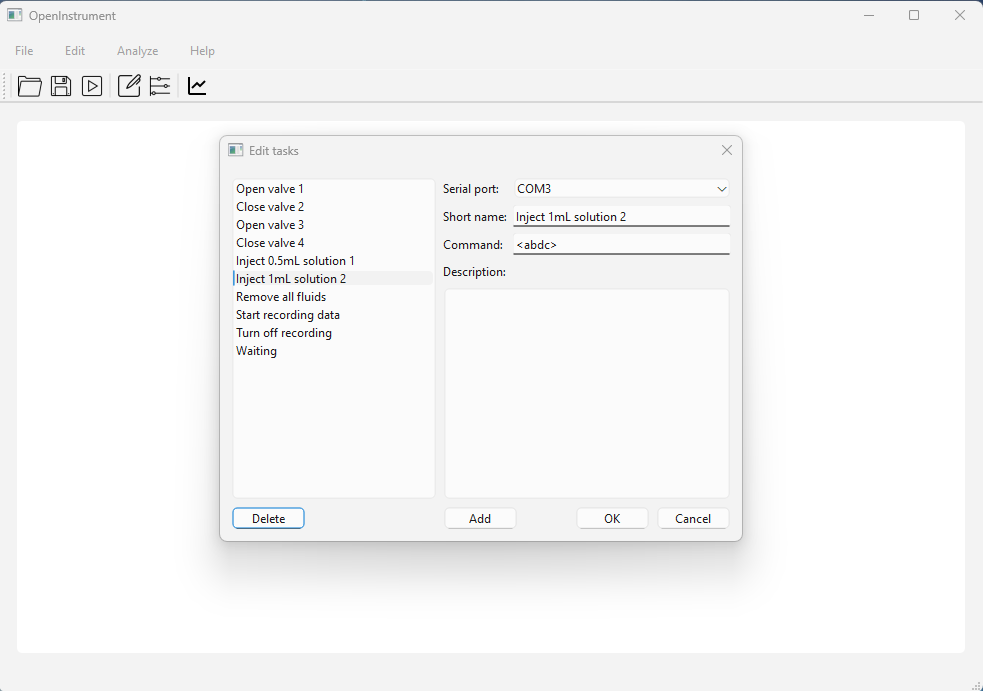 OpenInstrument
File Edit Analyze Help
Edit tasks
Open valve 1
Close valve 2
Open valve 3
Close valve 4
Inject 0.5mL solution 1
Inject 1mL solution 2
Remove all fluids
Start recording data
Turn off recording
Waiting
Serial port: COM3
Short name: Inject 1mL solution 2
Command: <abdc>
Description:
Delete Add OK Cancel